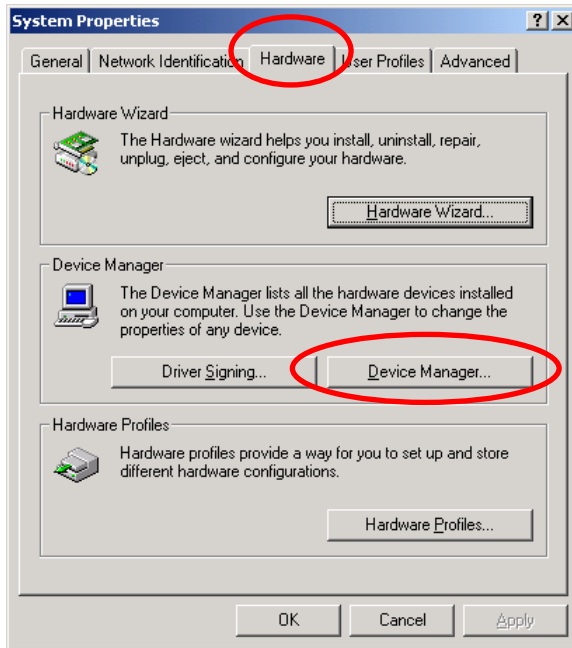 System Properties
General Network Identification Hardware User Profiles Advanced
Hardware Wizard
The Hardware wizard helps you install, uninstall, repair,
unplug, eject, and configure your hardware.
Hardware Wizard...
Device Manager
The Device Manager lists all the hardware devices installed
on your computer. Use the Device Manager to change the
properties of any device.
Driver Signing... Device Manager...
Hardware Profiles
Hardware profiles provide a way for you to set up and store
different hardware configurations.
Hardware Profiles...
OK Cancel Apply